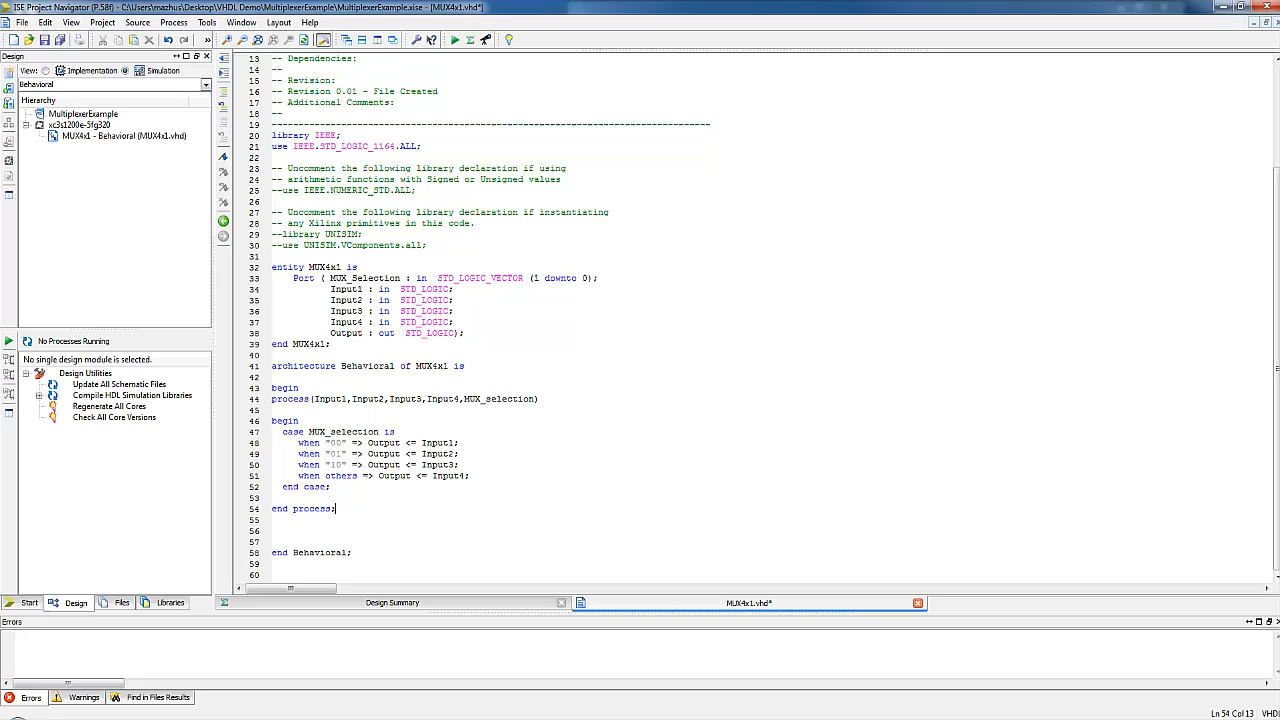 ISE Project Navigator (P.58f) - C:\Users\mazhus\Desktop\VHDL Demo\MultiplexerExample\MultiplexerExample.xise - [MUX4x1.vhd*]
File Edit View Project Source Process Tools Window Layout Help
Design
View: Implementation Simulation
Behavioral
Hierarchy
MultiplexerExample
xc3s1200e-5fg320
MUX4x1 - Behavioral (MUX4x1.vhd)
No Processes Running
No single design module is selected.
Design Utilities
Update All Schematic Files
Compile HDL Simulation Libraries
Regenerate All Cores
Check All Core Versions
Start Design Files Libraries
13 -- Dependencies:
14 --
15 -- Revision:
16 -- Revision 0.01 - File Created
17 -- Additional Comments:
18 --
19 ----------------------------------------------------------------------------------
20 library IEEE;
21 use IEEE.STD_LOGIC_1164.ALL;
22
23 -- Uncomment the following library declaration if using
24 -- arithmetic functions with Signed or Unsigned values
25 --use IEEE.NUMERIC_STD.ALL;
26
27 -- Uncomment the following library declaration if instantiating
28 -- any Xilinx primitives in this code.
29 --library UNISIM;
30 --use UNISIM.VComponents.all;
31
32 entity MUX4x1 is
33 Port ( MUX_Selection : in STD_LOGIC_VECTOR (1 downto 0);
34 Input1 : in STD_LOGIC;
35 Input2 : in STD_LOGIC;
36 Input3 : in STD_LOGIC;
37 Input4 : in STD_LOGIC;
38 Output : out STD_LOGIC);
39 end MUX4x1;
40
41 architecture Behavioral of MUX4x1 is
42
43 begin
44 process(Input1,Input2,Input3,Input4,MUX_selection)
45
46 begin
47 case MUX_selection is
48 when "00" => Output <= Input1;
49 when "01" => Output <= Input2;
50 when "10" => Output <= Input3;
51 when others => Output <= Input4;
52 end case;
53
54 end process;
55
56
57
58 end Behavioral;
59
60
Design Summary MUX4x1.vhd*
Errors
Errors Warnings Find in Files Results
Ln 54 Col 13 VHDL